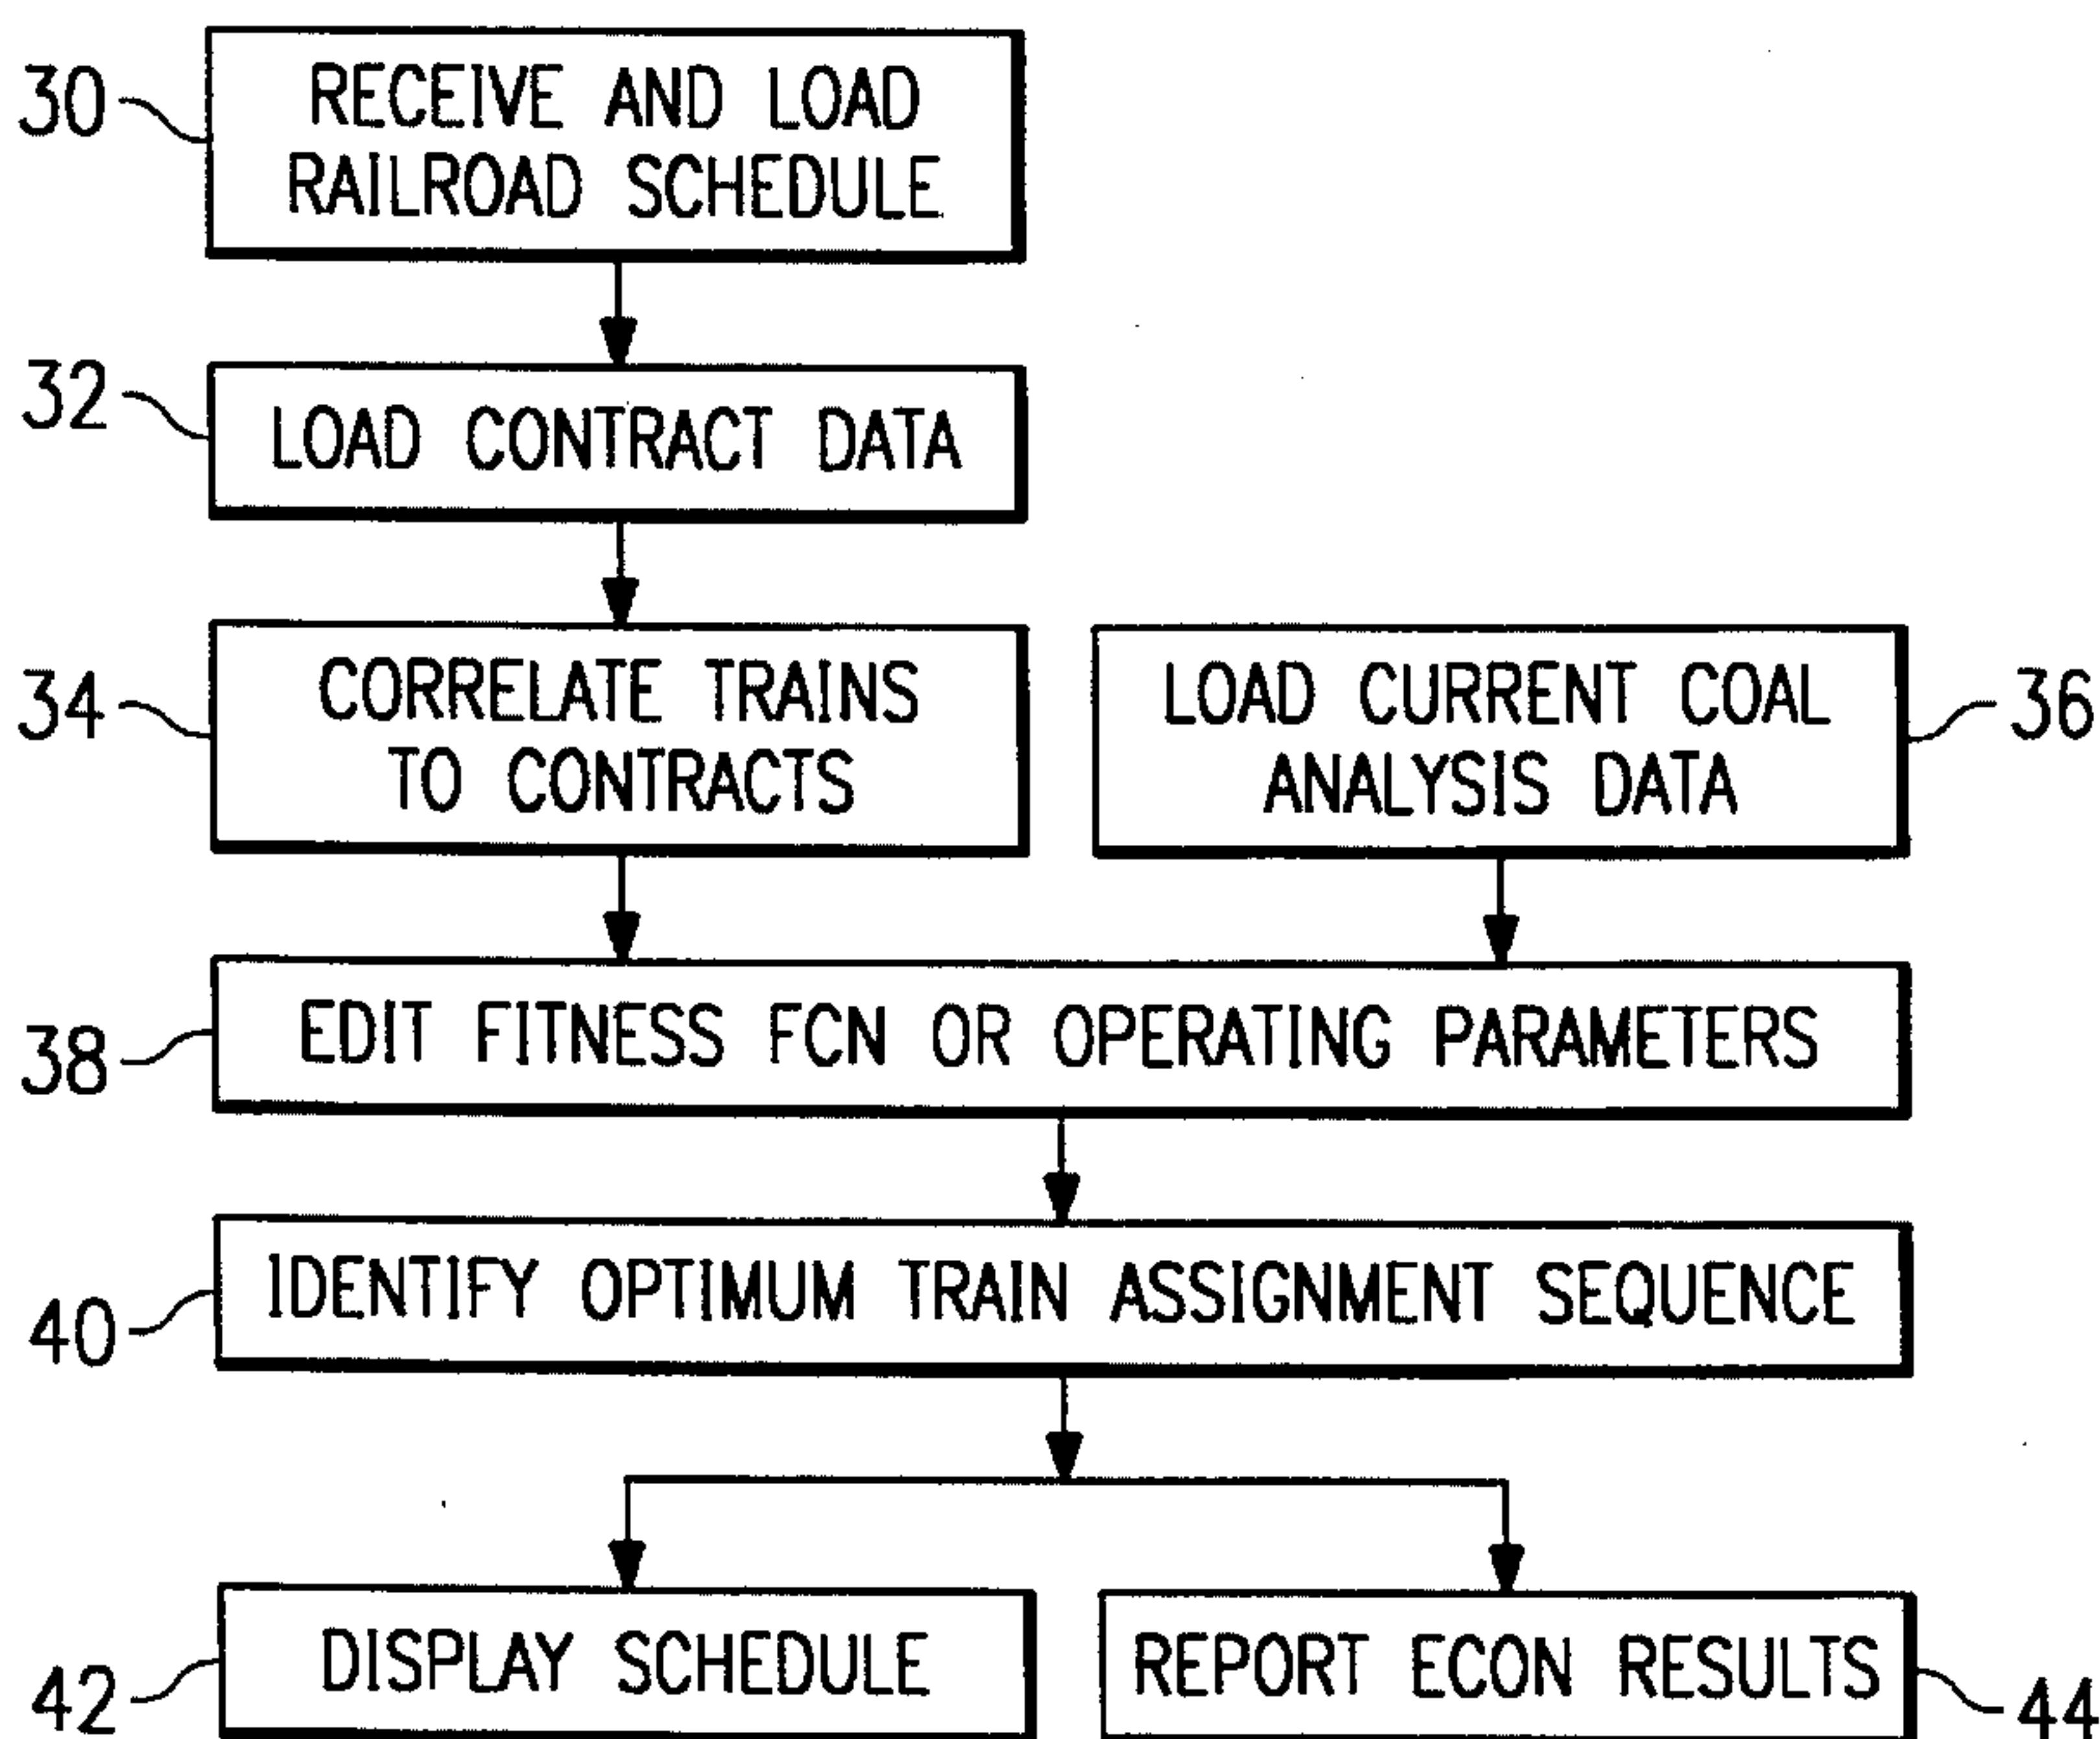 30
RECEIVE AND LOAD
RAILROAD SCHEDULE
32
LOAD CONTRACT DATA
34
CORRELATE TRAINS
TO CONTRACTS
LOAD CURRENT COAL
ANALYSIS DATA
36
38
EDIT FITNESS FCN OR OPERATING PARAMETERS
40
IDENTIFY OPTIMUM TRAIN ASSIGNMENT SEQUENCE
42
DISPLAY SCHEDULE
REPORT ECON RESULTS
44